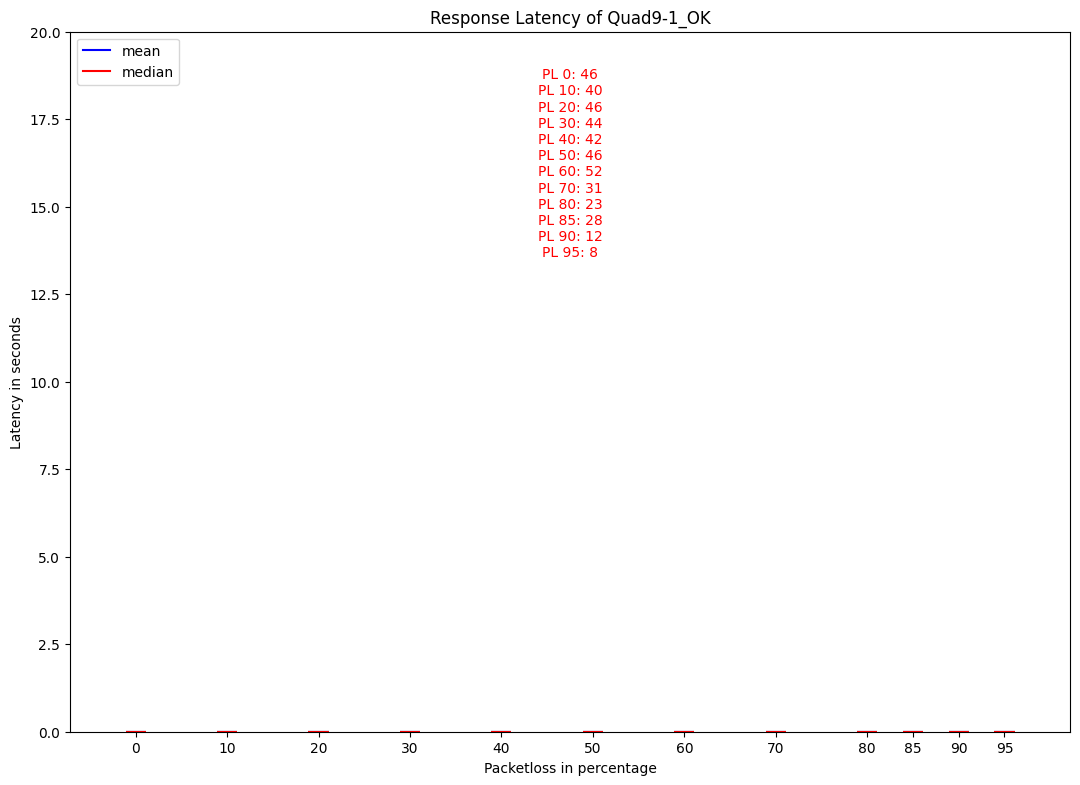 Response Latency of Quad9-1_OK
mean
median
PL 0: 46
PL 10: 40
PL 20: 46
PL 30: 44
PL 40: 42
PL 50: 46
PL 60: 52
PL 70: 31
PL 80: 23
PL 85: 28
PL 90: 12
PL 95: 8
Latency in seconds
20.0
17.5
15.0
12.5
10.0
7.5
5.0
2.5
0.0
0 10 20 30 40 50 60 70 80 85 90 95
Packetloss in percentage